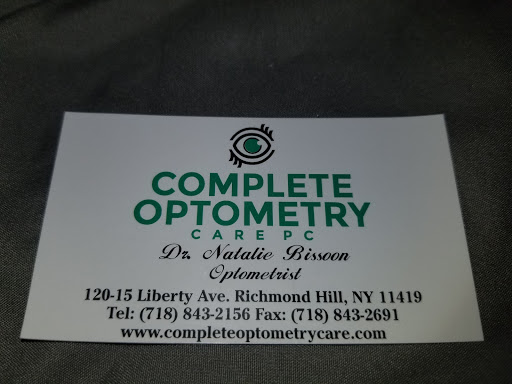 COMPLETE
OPTOMETRY
CARE PC
Dr. Natalie Bissoon
Optometrist
120-15 Liberty Ave. Richmond Hill, NY 11419
Tel: (718) 843-2156 Fax: (718) 843-2691
www.completeoptometrycare.com